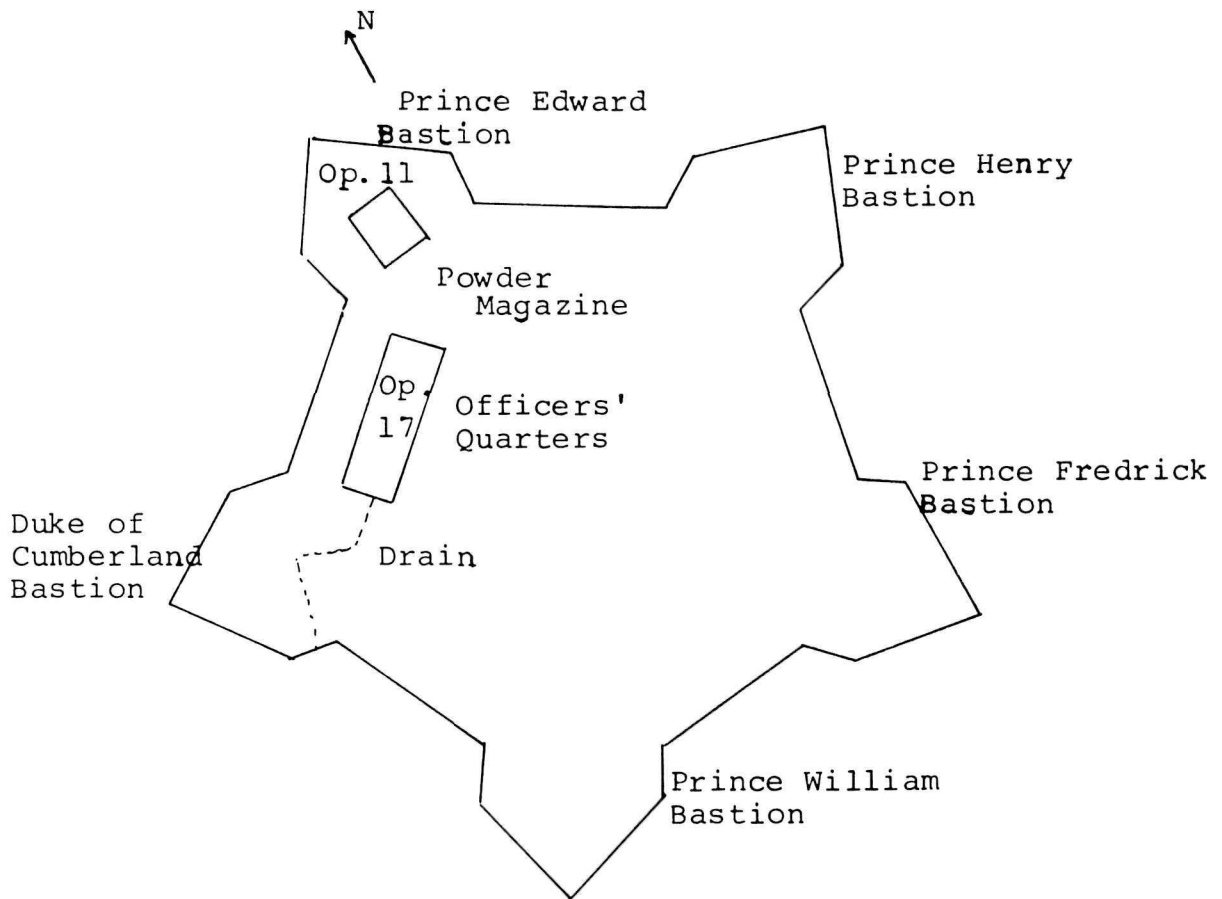 N
Prince Edward
Bastion
Op. 11
Prince Henry
Bastion
Powder
Magazine
Op.
17
Officers'
Quarters
Prince Fredrick
Bastion
Duke of
Cumberland
Bastion
Drain
Prince William
Bastion